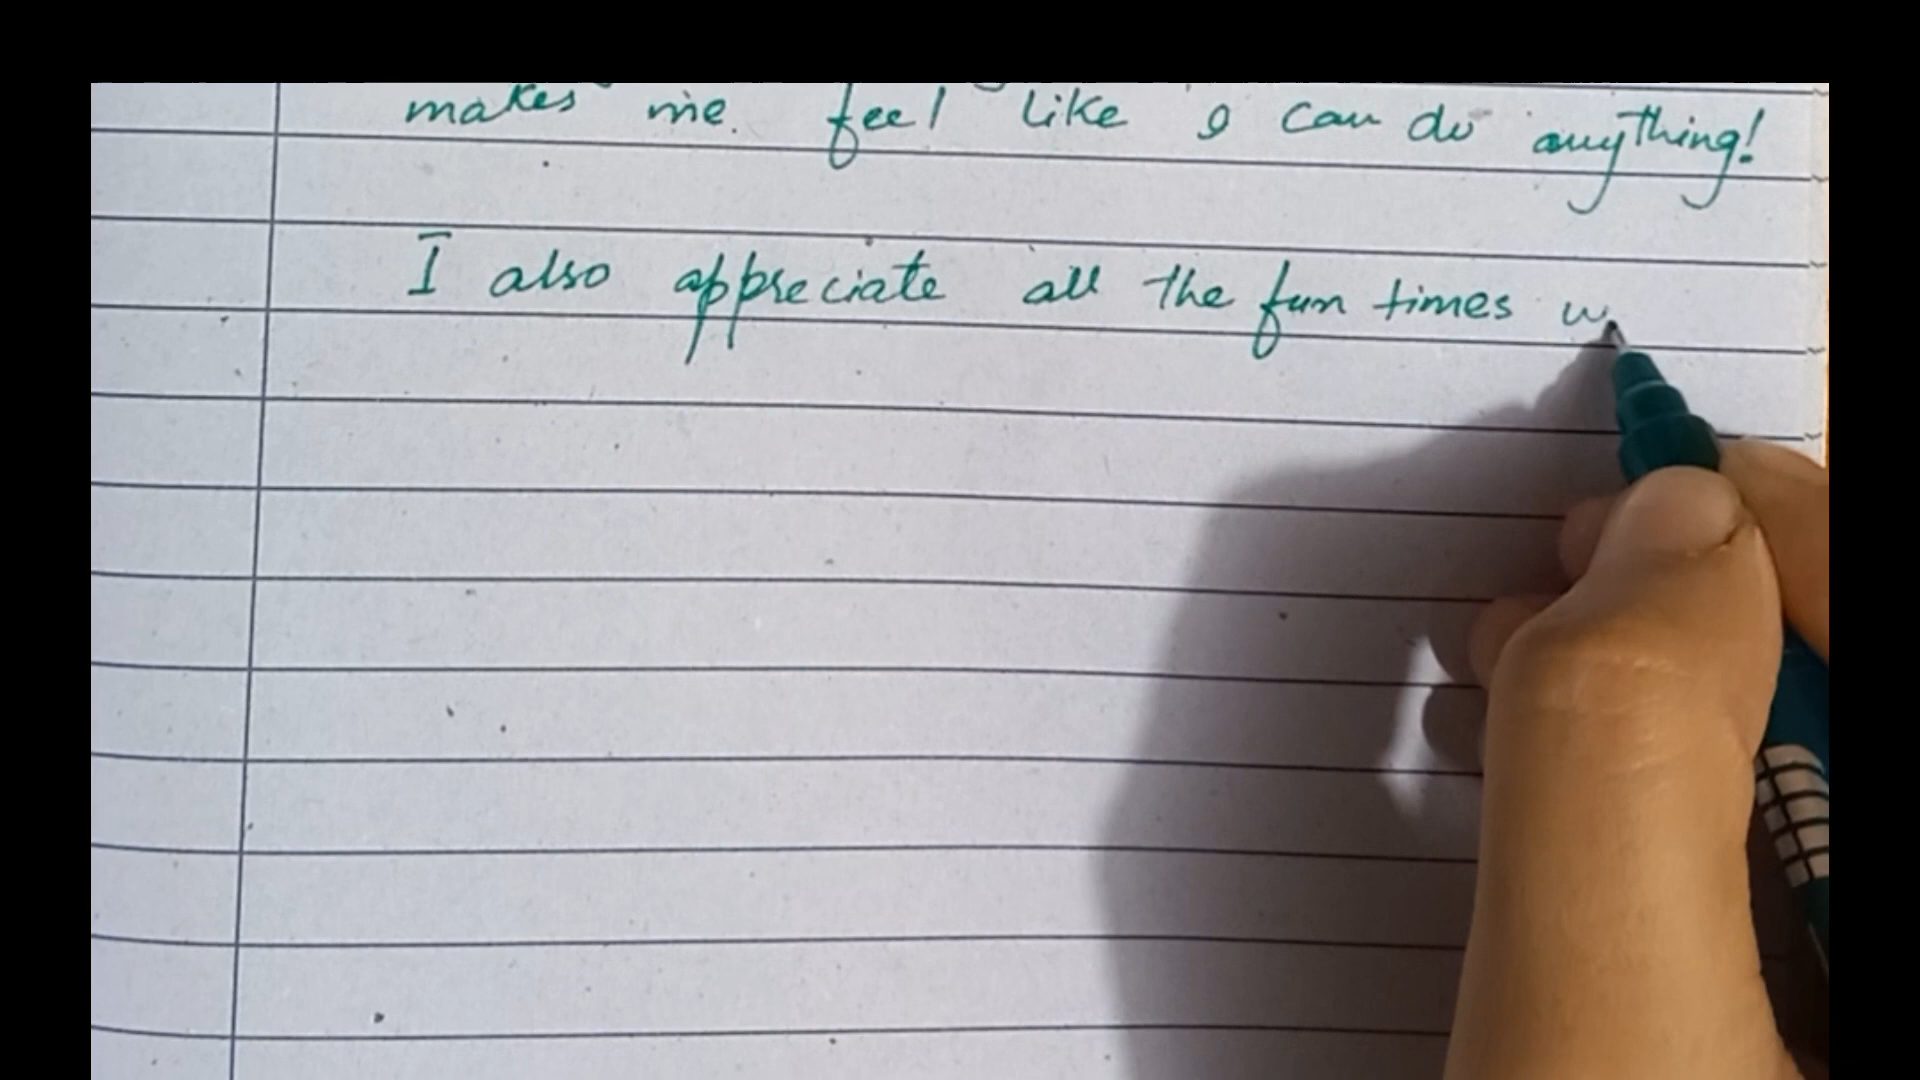 makes me feel like I can do anything!
I also appreciate all the fun times w